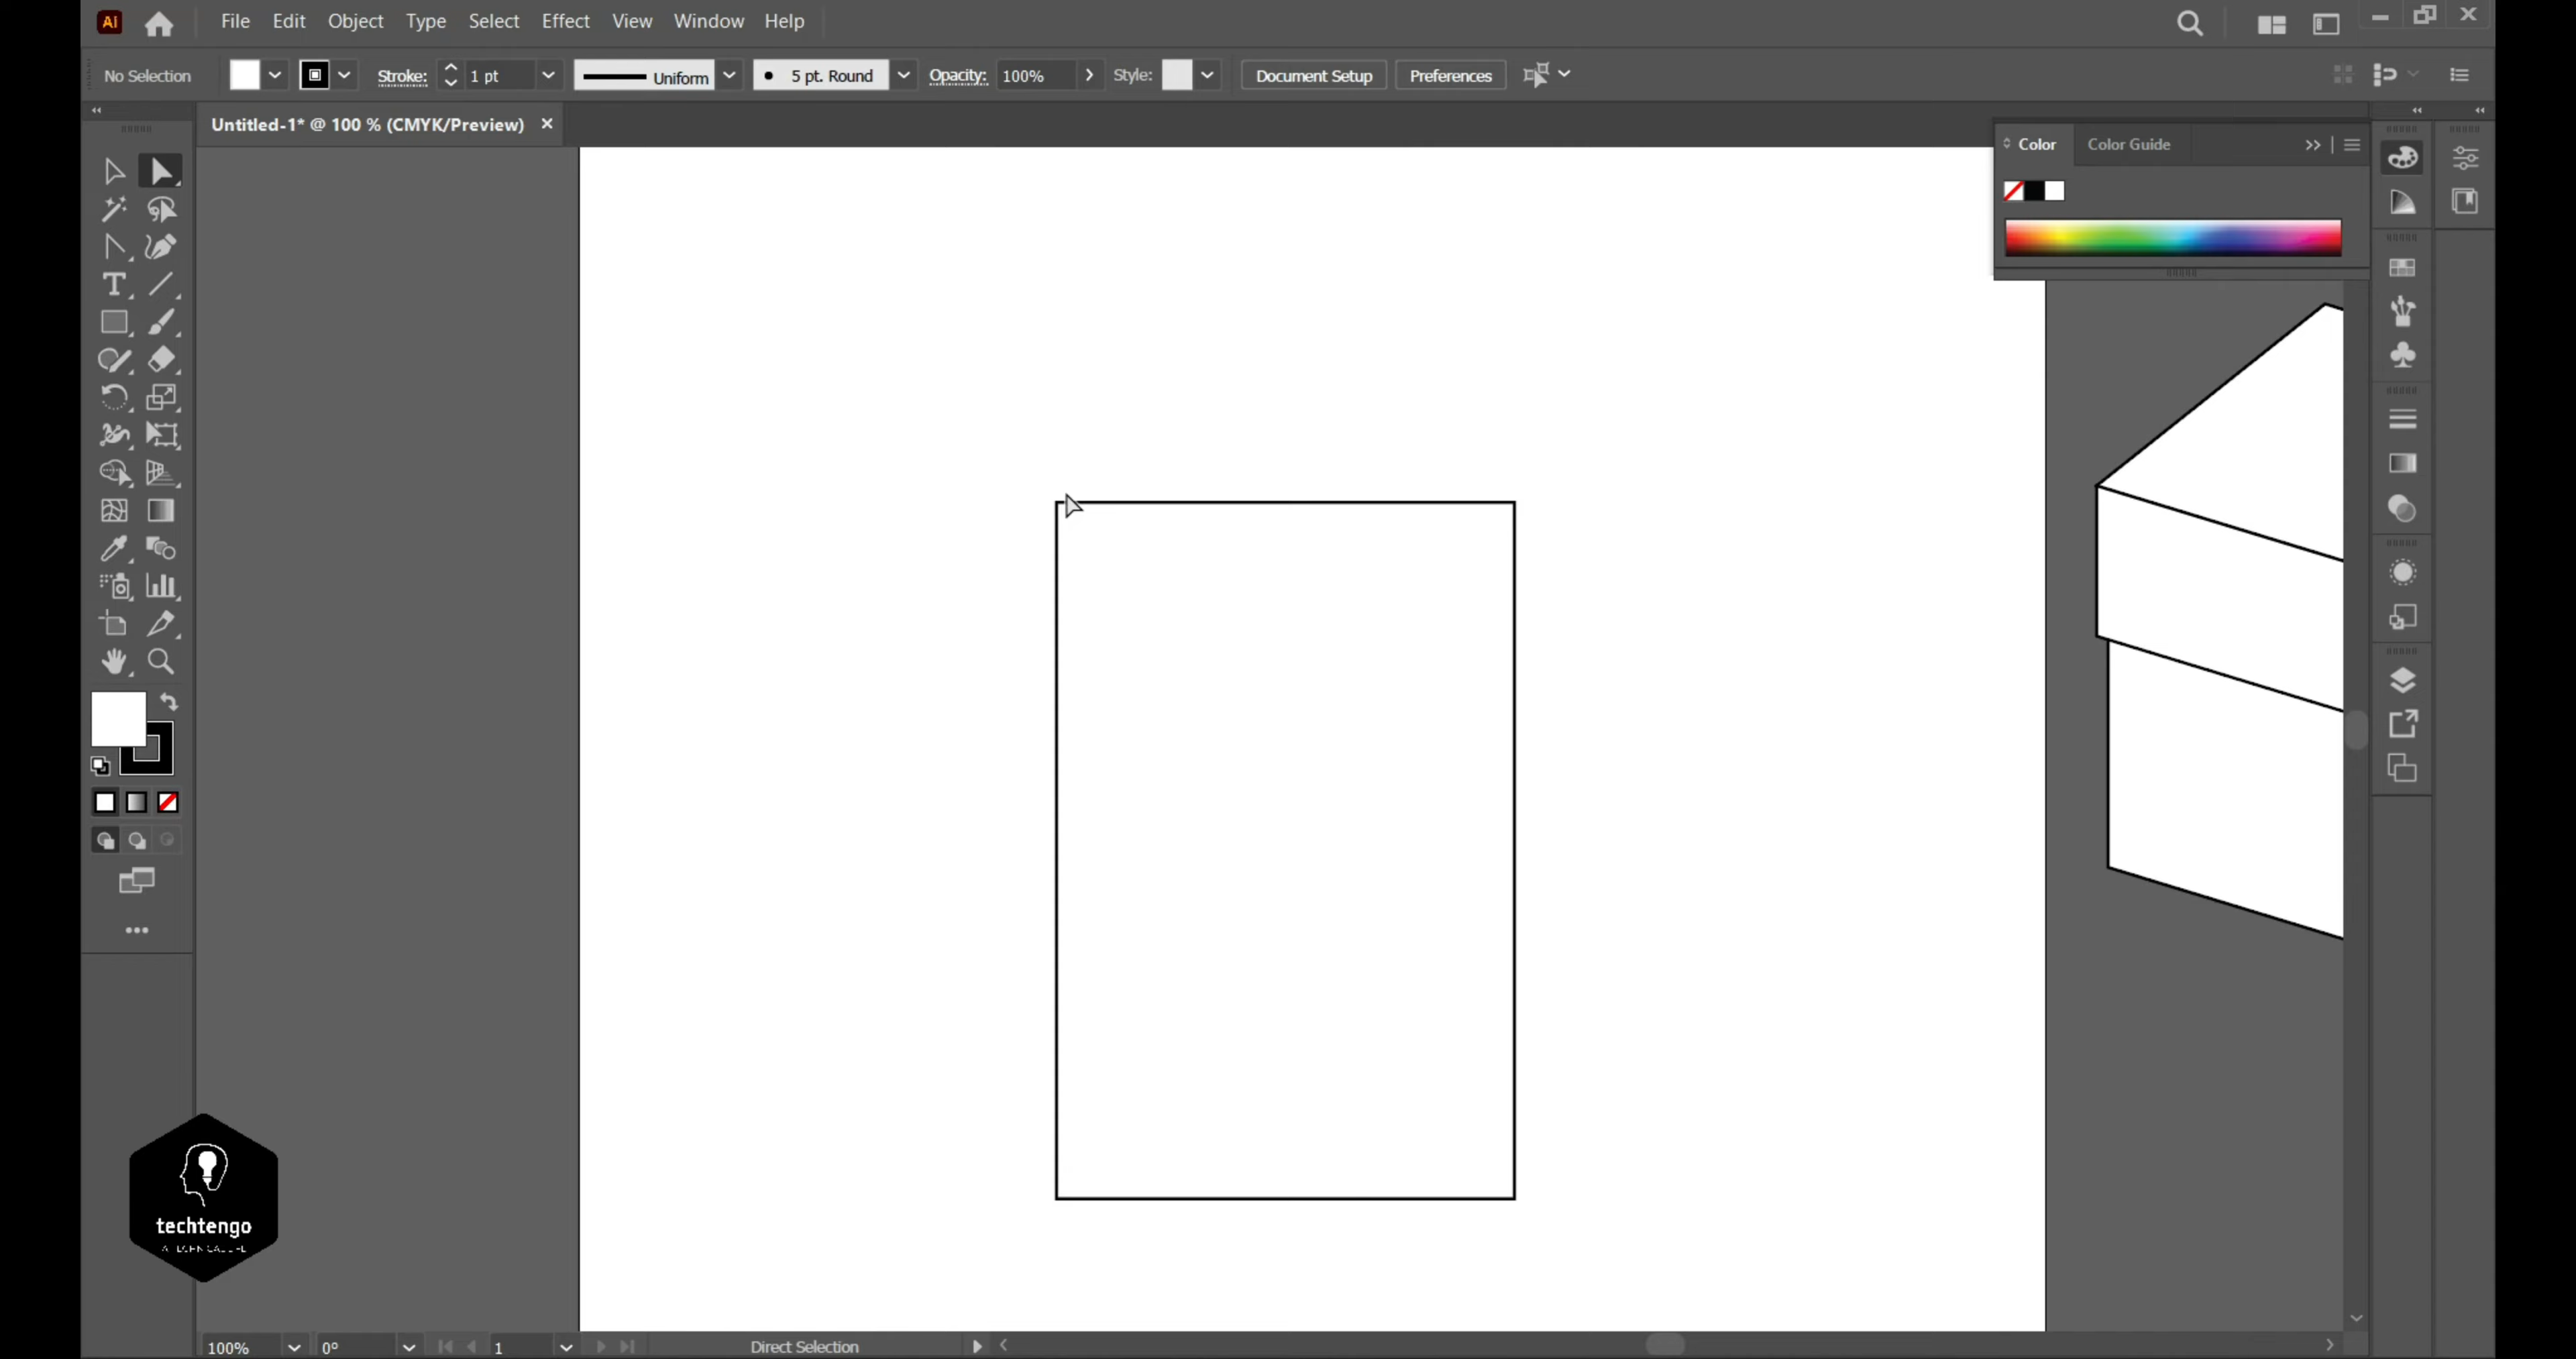 Ai File Edit Object Type Select Effect View Window Help
No Selection Stroke: 1 pt Uniform 5 pt. Round Opacity: 100% Style: Document Setup Preferences
Untitled-1* @ 100 % (CMYK/Preview)
Color Color Guide
techtengo
100% 0° 1 Direct Selection